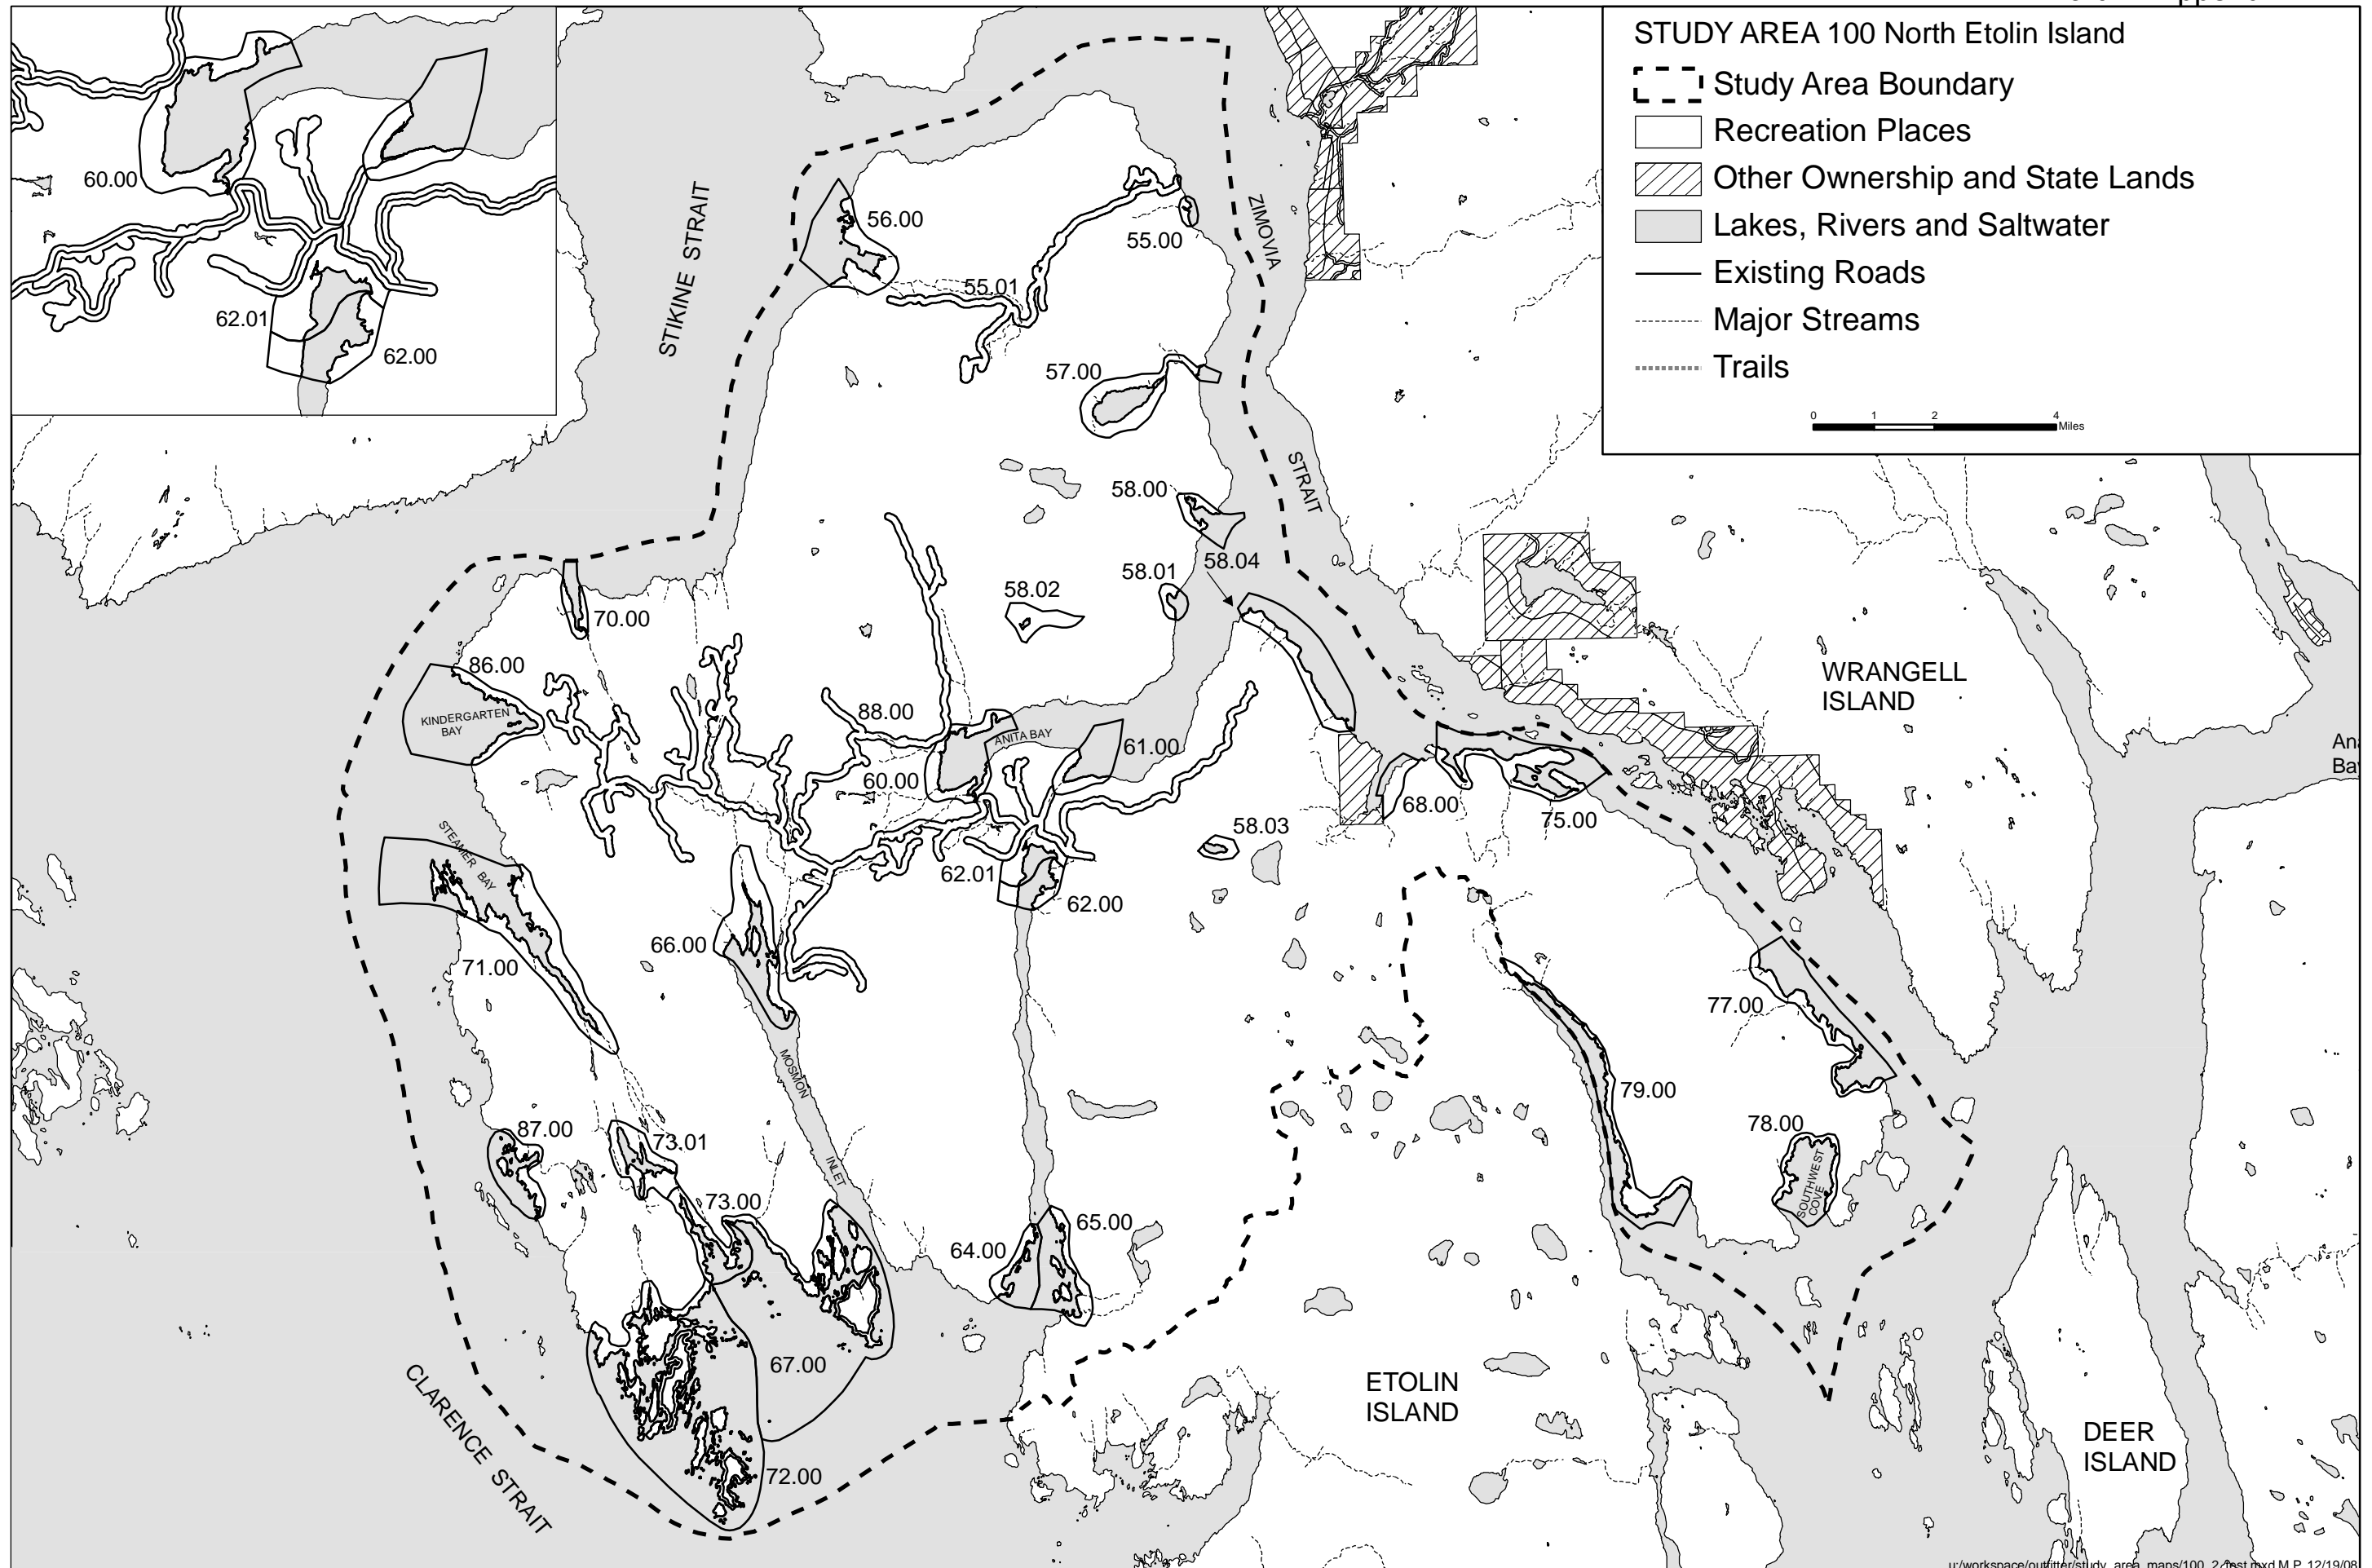 STUDY AREA 100 North Etolin Island
Study Area Boundary
Recreation Places
Other Ownership and State Lands
Lakes, Rivers and Saltwater
Existing Roads
Major Streams
Trails
0 1 2 4
Miles
60.00
62.01
62.00
STIKINE STRAIT
ZIMOVIA
STRAIT
56.00
55.00
55.01
57.00
58.00
58.04
58.01
58.02
70.00
86.00
KINDERGARTEN
BAY
88.00
ANITA BAY
61.00
60.00
WRANGELL
ISLAND
68.00
75.00
58.03
62.01
62.00
STEAMER BAY
71.00
66.00
MOSMON
INLET
77.00
79.00
78.00
SOUTHWEST
COVE
87.00
73.01
73.00
65.00
64.00
67.00
72.00
CLARENCE STRAIT
ETOLIN
ISLAND
DEER
ISLAND